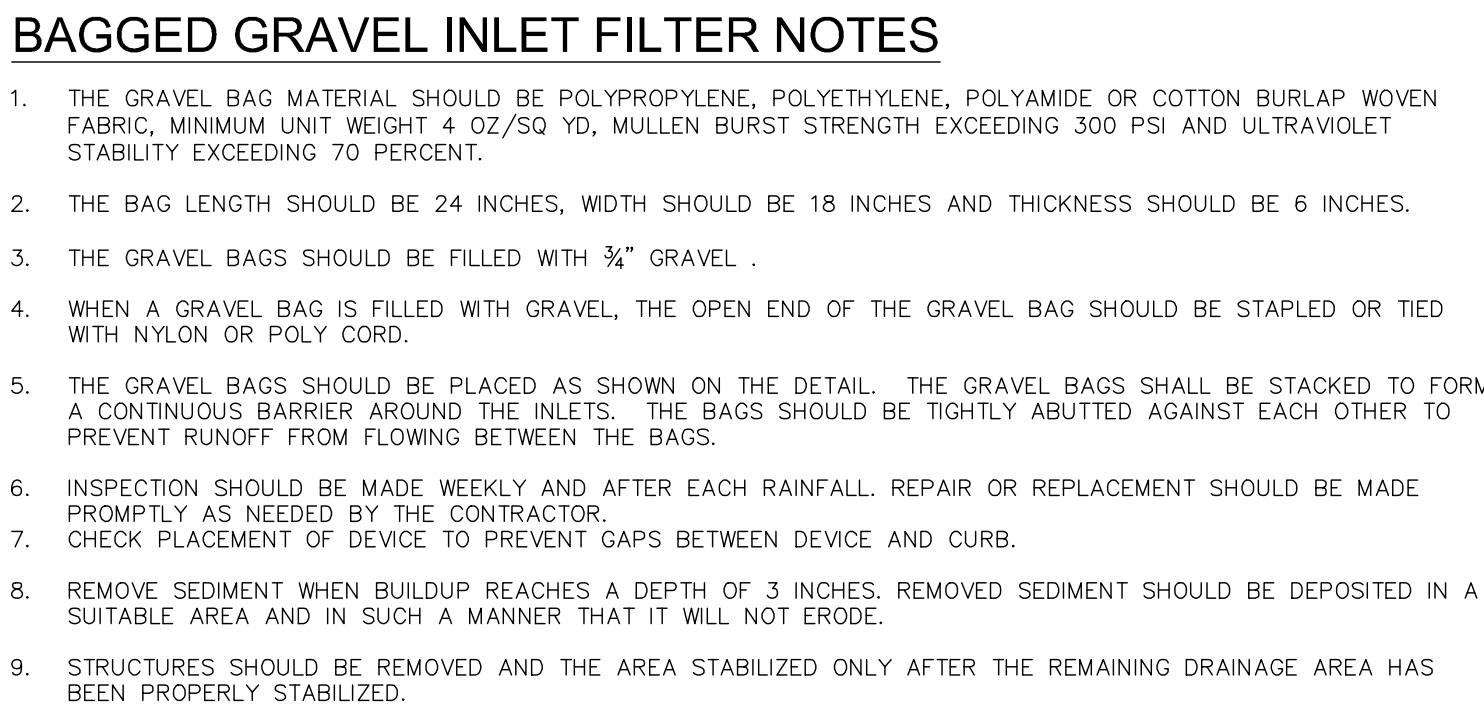 BAGGED GRAVEL INLET FILTER NOTES
1. THE GRAVEL BAG MATERIAL SHOULD BE POLYPROPYLENE, POLYETHYLENE, POLYAMIDE OR COTTON BURLAP WOVEN
FABRIC, MINIMUM UNIT WEIGHT 4 OZ/SQ YD, MULLEN BURST STRENGTH EXCEEDING 300 PSI AND ULTRAVIOLET
STABILITY EXCEEDING 70 PERCENT.
2. THE BAG LENGTH SHOULD BE 24 INCHES, WIDTH SHOULD BE 18 INCHES AND THICKNESS SHOULD BE 6 INCHES.
3. THE GRAVEL BAGS SHOULD BE FILLED WITH ¾” GRAVEL .
4. WHEN A GRAVEL BAG IS FILLED WITH GRAVEL, THE OPEN END OF THE GRAVEL BAG SHOULD BE STAPLED OR TIED
WITH NYLON OR POLY CORD.
5. THE GRAVEL BAGS SHOULD BE PLACED AS SHOWN ON THE DETAIL. THE GRAVEL BAGS SHALL BE STACKED TO FORM
A CONTINUOUS BARRIER AROUND THE INLETS. THE BAGS SHOULD BE TIGHTLY ABUTTED AGAINST EACH OTHER TO
PREVENT RUNOFF FROM FLOWING BETWEEN THE BAGS.
6. INSPECTION SHOULD BE MADE WEEKLY AND AFTER EACH RAINFALL. REPAIR OR REPLACEMENT SHOULD BE MADE
PROMPTLY AS NEEDED BY THE CONTRACTOR.
7. CHECK PLACEMENT OF DEVICE TO PREVENT GAPS BETWEEN DEVICE AND CURB.
8. REMOVE SEDIMENT WHEN BUILDUP REACHES A DEPTH OF 3 INCHES. REMOVED SEDIMENT SHOULD BE DEPOSITED IN A
SUITABLE AREA AND IN SUCH A MANNER THAT IT WILL NOT ERODE.
9. STRUCTURES SHOULD BE REMOVED AND THE AREA STABILIZED ONLY AFTER THE REMAINING DRAINAGE AREA HAS
BEEN PROPERLY STABILIZED.